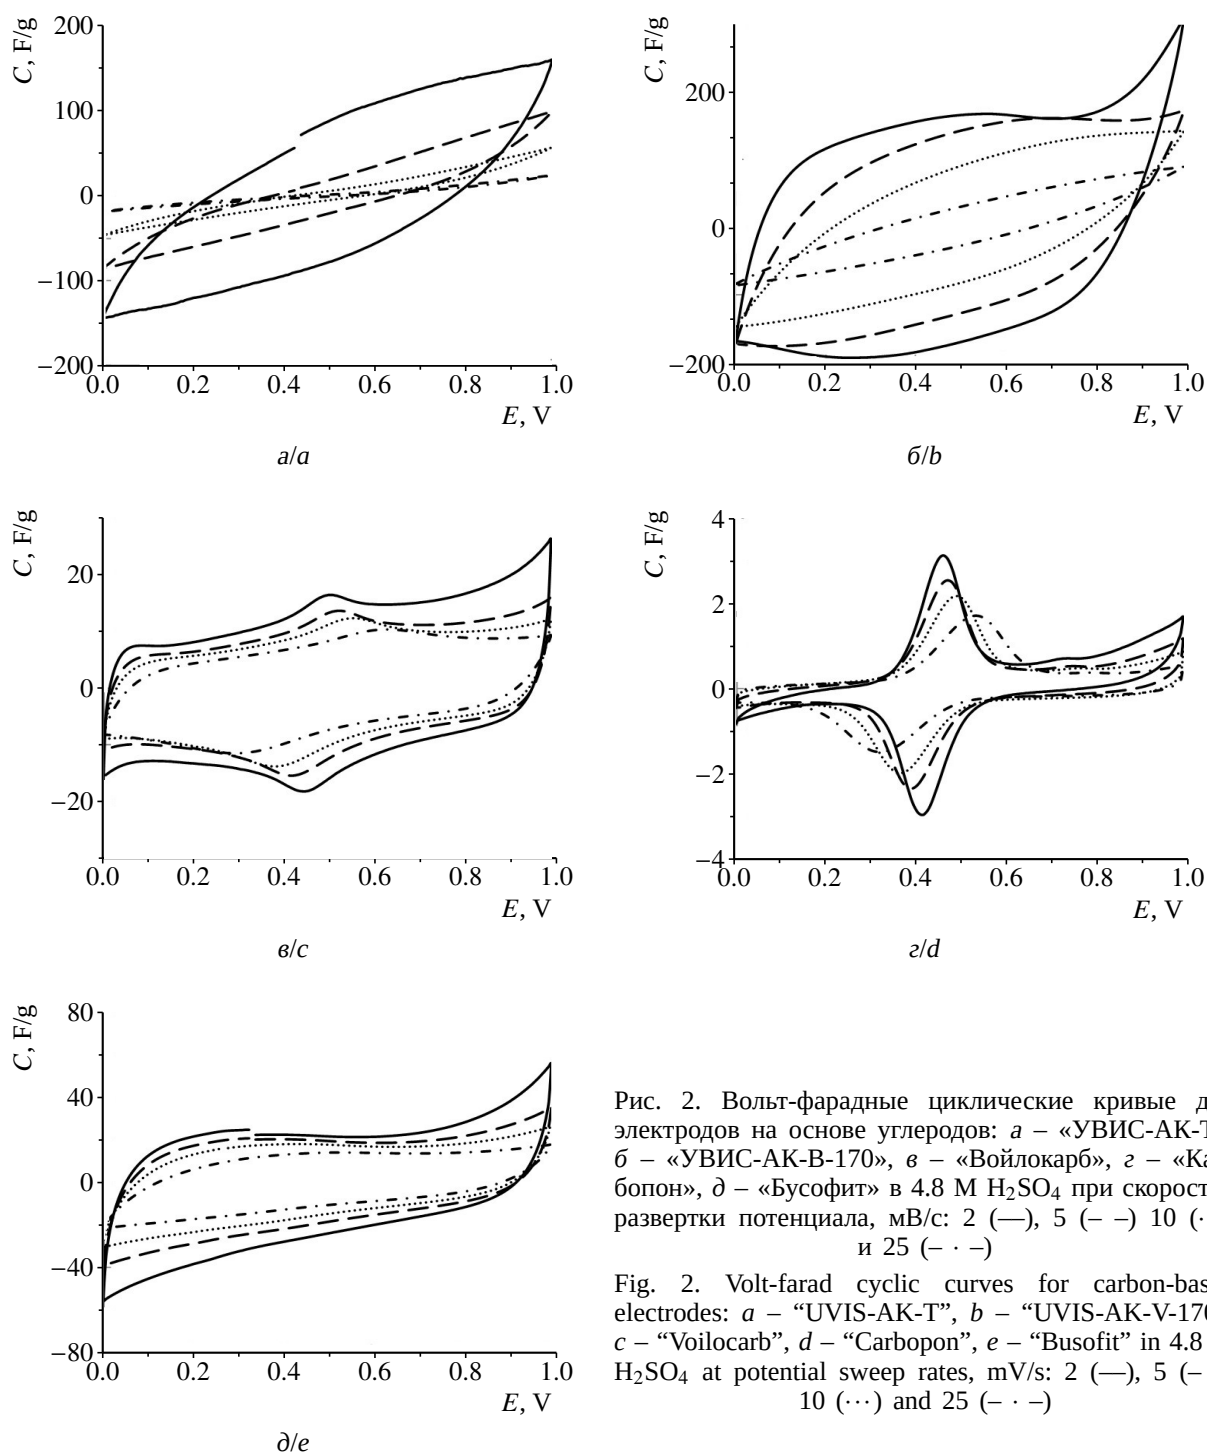 C, F/g
200
100
0
−100
−200
0.0 0.2 0.4 0.6 0.8 1.0
E, V
а/a
C, F/g
200
0
−200
0.0 0.2 0.4 0.6 0.8 1.0
E, V
б/b
C, F/g
20
0
−20
0.0 0.2 0.4 0.6 0.8 1.0
E, V
в/c
C, F/g
4
2
0
−2
−4
0.0 0.2 0.4 0.6 0.8 1.0
E, V
г/d
C, F/g
80
40
0
−40
−80
0.0 0.2 0.4 0.6 0.8 1.0
E, V
д/e
Рис. 2. Вольт-фарадные циклические кривые
электродов на основе углеродов: а – «УВИС-АК-Т
б – «УВИС-АК-В-170», в – «Войлокарб», г –
бопон», д – «Бусофит» в 4.8 М H₂SO₄ при
развертки потенциала, мВ/с: 2 (—), 5 (– –) 10
и 25 (– · –)
Fig. 2. Volt-farad cyclic curves for
electrodes: a – “UVIS-AK-T”, b – “UVIS-AK-V-170
c – “Voilocarb”, d – “Carbopon”, e – “Busofit” in 4.8
H₂SO₄ at potential sweep rates, mV/s: 2 (—), 5
10 (···) and 25 (– · –)